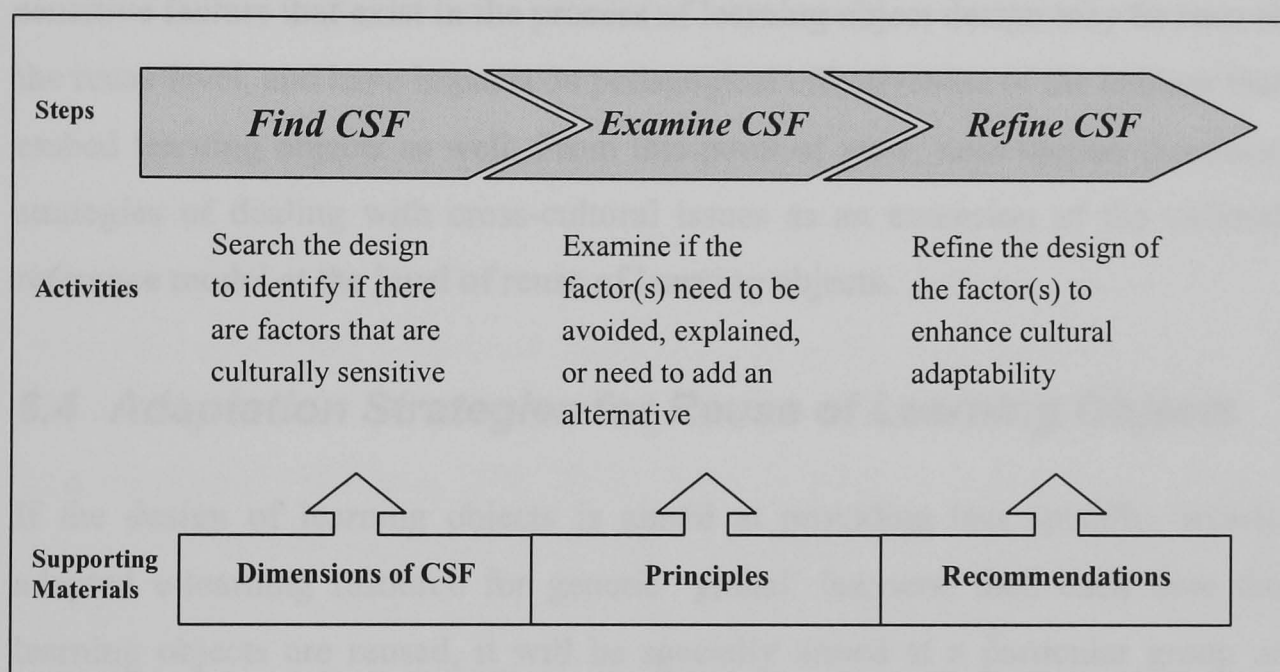 Steps
Find CSF
Examine CSF
Refine CSF
Activities
Search the design
to identify if there
are factors that are
culturally sensitive
Examine if the
factor(s) need to be
avoided, explained,
or need to add an
alternative
Refine the design of
the factor(s) to
enhance cultural
adaptability
Supporting
Materials
Dimensions of CSF
Principles
Recommendations